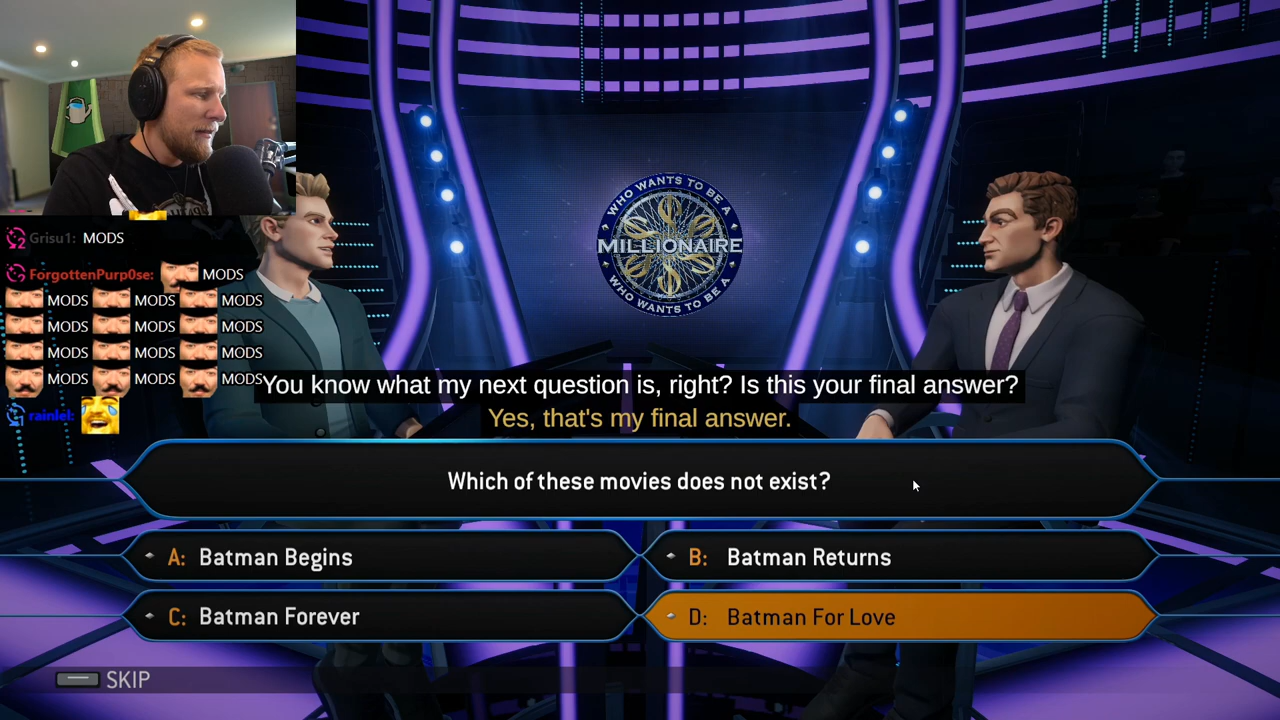 Grisu1: MODS
ForgottenPurp0se: MODS
MODS MODS MODS
MODS MODS MODS
MODS MODS MODS
MODS MODS MODS
rainlel:
WHO WANTS TO BE A
MILLIONAIRE
WHO WANTS TO BE A
You know what my next question is, right? Is this your final answer?
Yes, that's my final answer.
Which of these movies does not exist?
A: Batman Begins
B: Batman Returns
C: Batman Forever
D: Batman For Love
SKIP